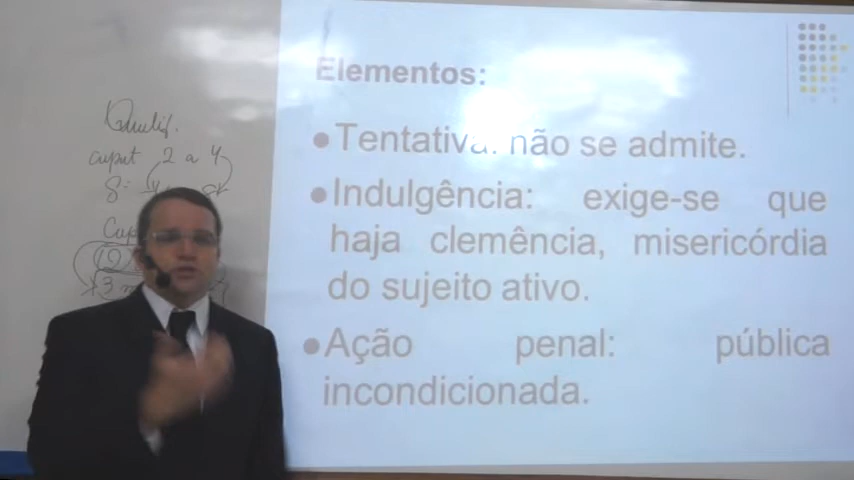 Elementos:
Tentativa: não se admite.
Indulgência: exige-se que
haja clemência, misericórdia
do sujeito ativo.
Ação penal: pública
incondicionada.
caput 2 a 4